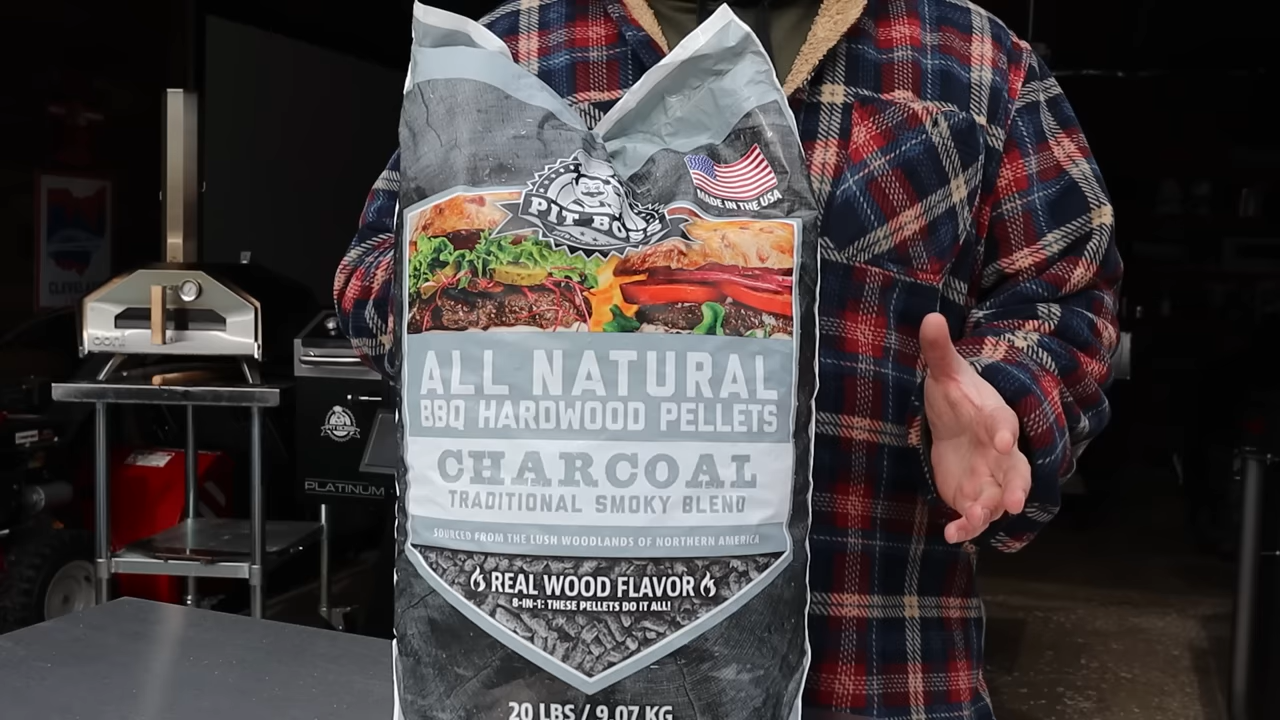 PIT BOSS
MADE IN THE USA
ALL NATURAL
BBQ HARDWOOD PELLETS
CHARCOAL
TRADITIONAL SMOKY BLEND
SOURCED FROM THE LUSH WOODLANDS OF NORTHERN AMERICA
REAL WOOD FLAVOR
8-IN-1: THESE PELLETS DO IT ALL!
20 LBS / 9.07 KG
ooni
PIT BOSS
PLATINUM